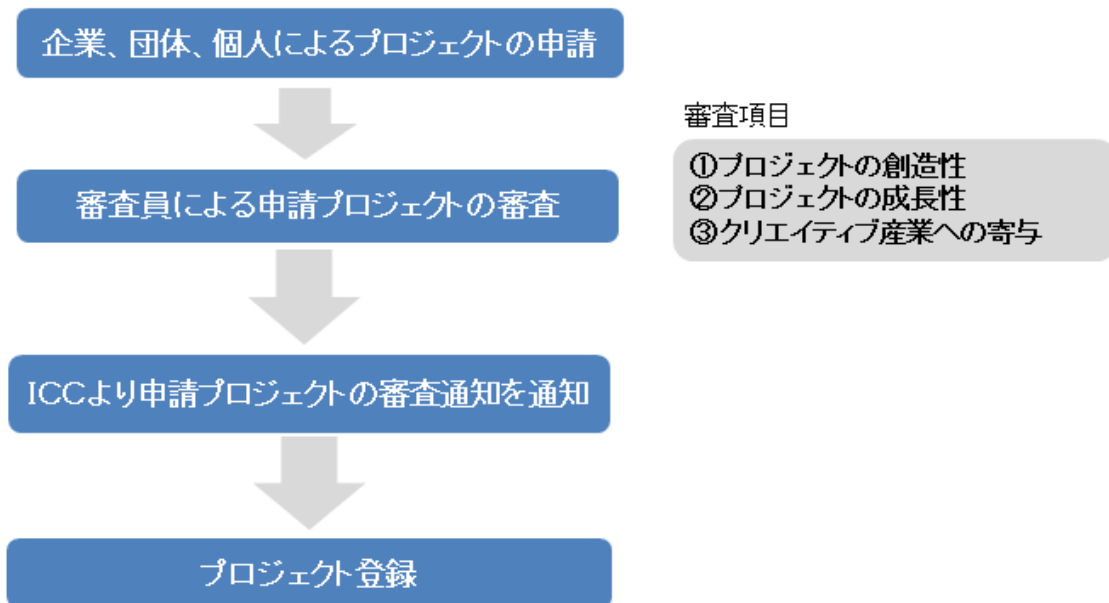 企業、団体、個人によるプロジェクトの申請
審査項目
①プロジェクトの創造性
②プロジェクトの成長性
③クリエイティブ産業への寄与
審査員による申請プロジェクトの審査
ICCより申請プロジェクトの審査通知を通知
プロジェクト登録